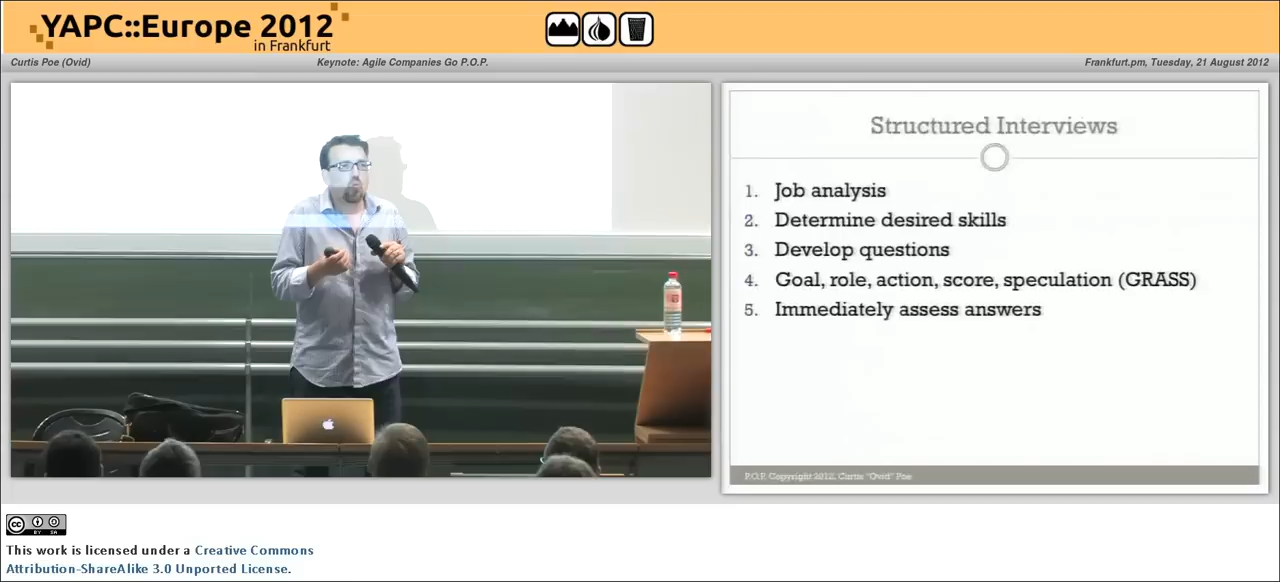 YAPC::Europe 2012
in Frankfurt
Curtis Poe (Ovid)
Keynote: Agile Companies Go P.O.P.
Frankfurt.pm, Tuesday, 21 August 2012
Structured Interviews
1. Job analysis
2. Determine desired skills
3. Develop questions
4. Goal, role, action, score, speculation (GRASS)
5. Immediately assess answers
P.O.P. Copyright 2012, Curtis "Ovid" Poe
cc
BY SA
This work is licensed under a Creative Commons
Attribution-ShareAlike 3.0 Unported License.